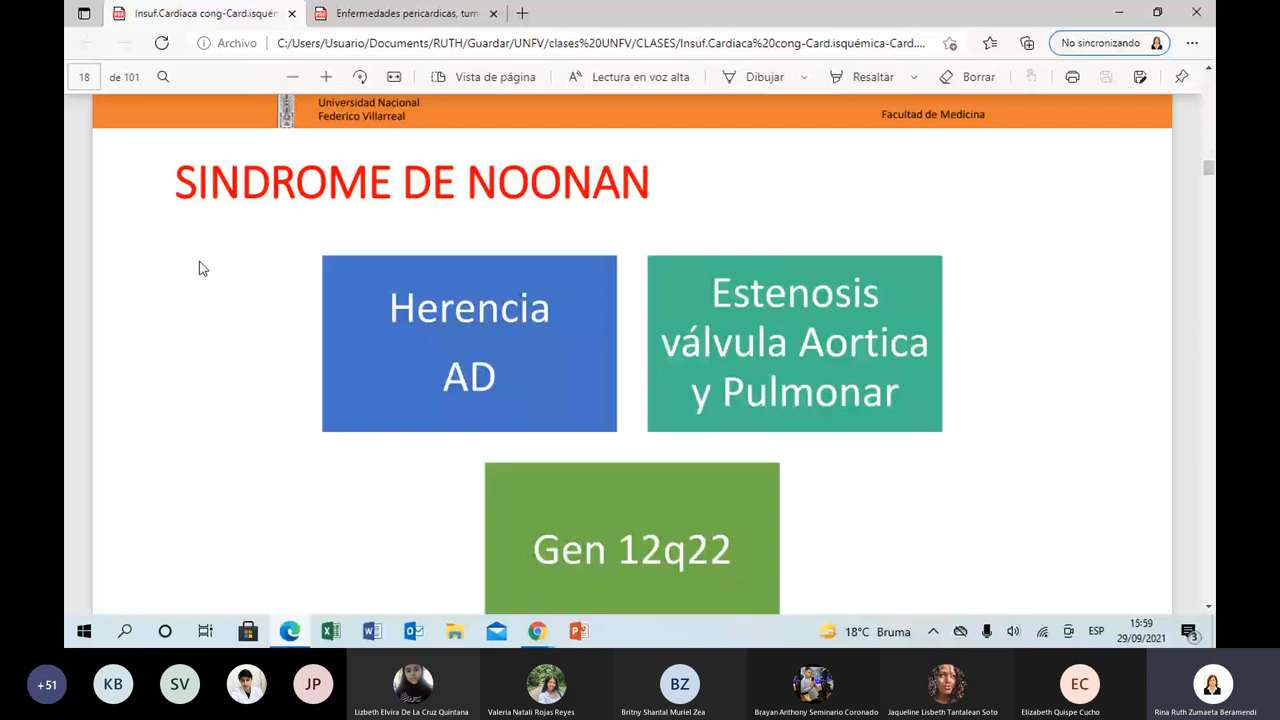 Insuf.Cardiaca cong-Card.isquém
Enfermedades pericardicas, tum
Archivo
C:/Users/Usuario/Documents/RUTH/Guardar/UNFV/clases%20UNFV/CLASES/Insuf.Cardiaca%20cong-Card.isquémica-Card....
No sincronizando
18
de 101
Vista de página
Lectura en voz alta
Dibujar
Resaltar
Borrar
Universidad Nacional
Federico Villarreal
Facultad de Medicina
SINDROME DE NOONAN
Herencia
AD
Estenosis
válvula Aortica
y Pulmonar
Gen 12q22
18°C Bruma
ESP
15:59
29/09/2021
3
+51
KB
SV
JP
Lizbeth Elvira De La Cruz Quintana
Valeria Natali Rojas Reyes
BZ
Britny Shantal Muriel Zea
Brayan Anthony Seminario Coronado
Jaqueline Lisbeth Tantalean Soto
EC
Elizabeth Quispe Cucho
Rina Ruth Zumaeta Beramendi